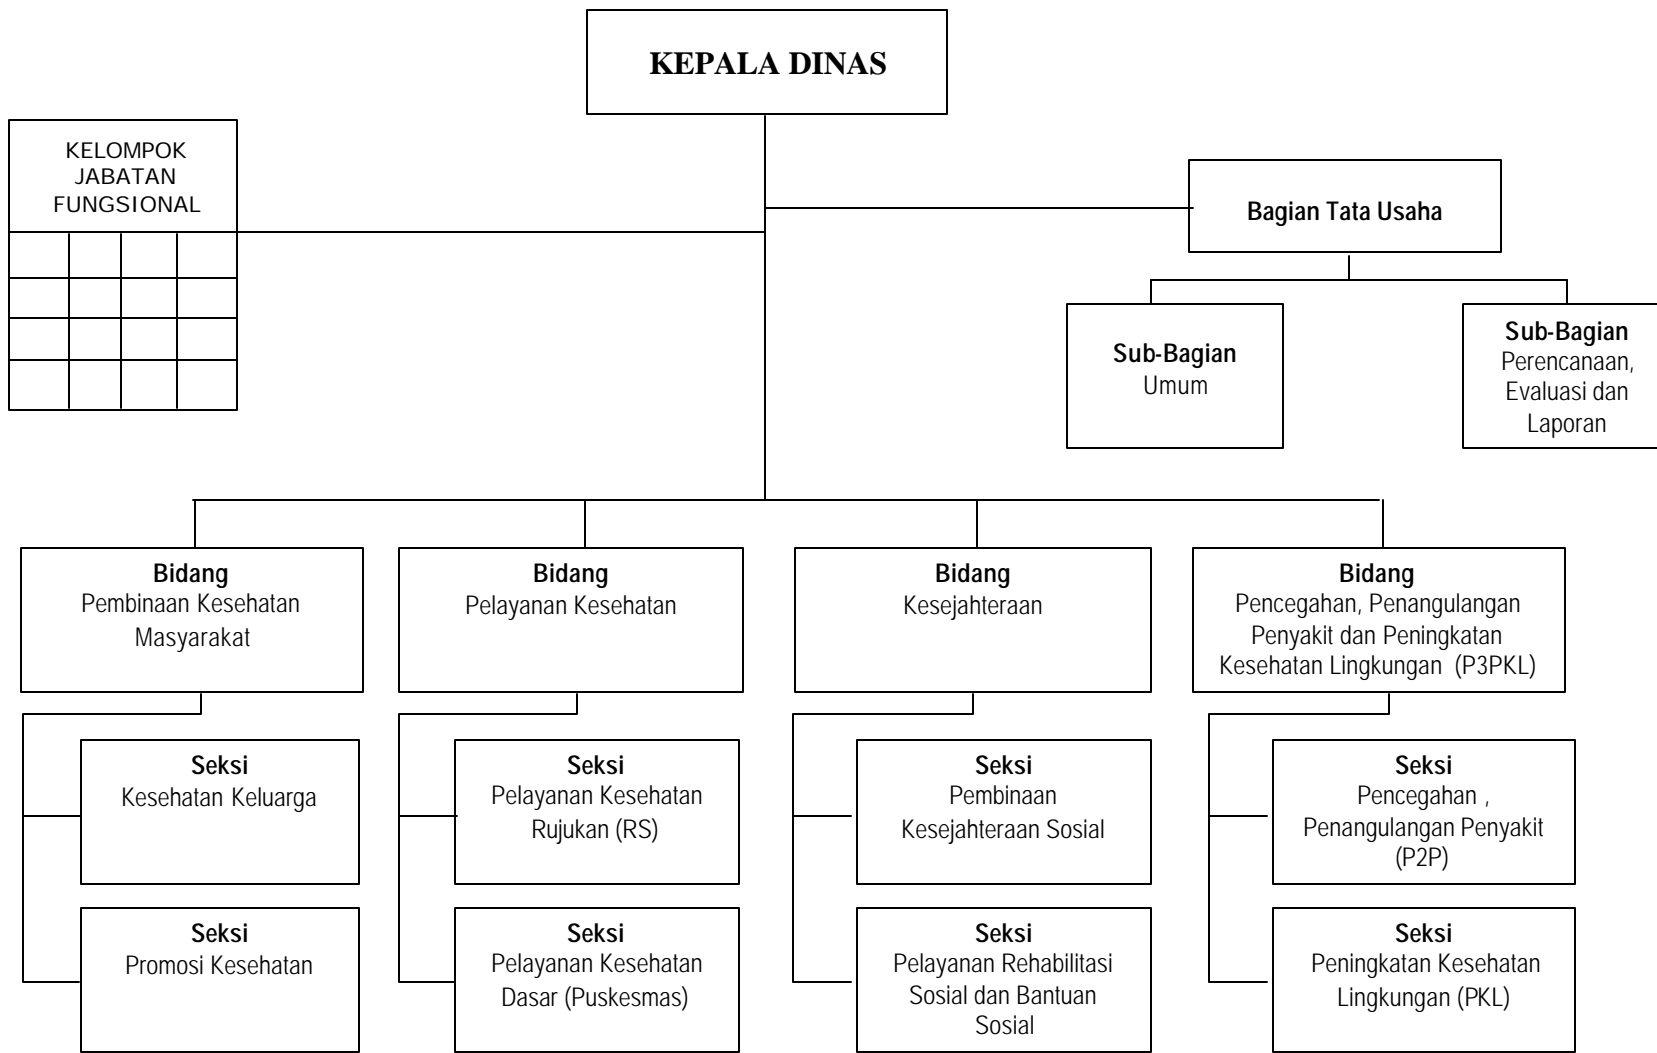 KEPALA DINAS
KELOMPOK
JABATAN
FUNGSIONAL
Bagian Tata Usaha
Sub-Bagian
Umum
Sub-Bagian
Perencanaan,
Evaluasi dan
Laporan
Bidang
Pembinaan Kesehatan
Masyarakat
Bidang
Pelayanan Kesehatan
Bidang
Kesejahteraan
Bidang
Pencegahan, Penangulangan
Penyakit dan Peningkatan
Kesehatan Lingkungan (P3PKL)
Seksi
Kesehatan Keluarga
Seksi
Pelayanan Kesehatan
Rujukan (RS)
Seksi
Pembinaan
Kesejahteraan Sosial
Seksi
Pencegahan ,
Penangulangan Penyakit
(P2P)
Seksi
Promosi Kesehatan
Seksi
Pelayanan Kesehatan
Dasar (Puskesmas)
Seksi
Pelayanan Rehabilitasi
Sosial dan Bantuan
Sosial
Seksi
Peningkatan Kesehatan
Lingkungan (PKL)